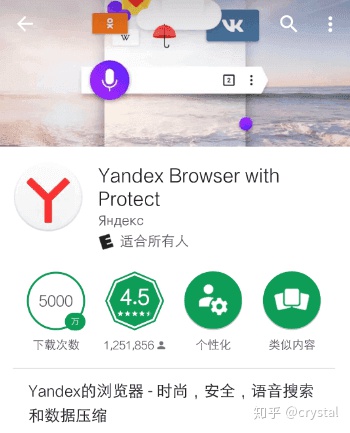 W
2
Yandex Browser with
Protect
Яндекс
E 适合所有人
5000
万
4.5
下载次数
1,251,856
个性化
类似内容
Yandex的浏览器 - 时尚，安全，语音搜索
和数据压缩
知乎 @crystal